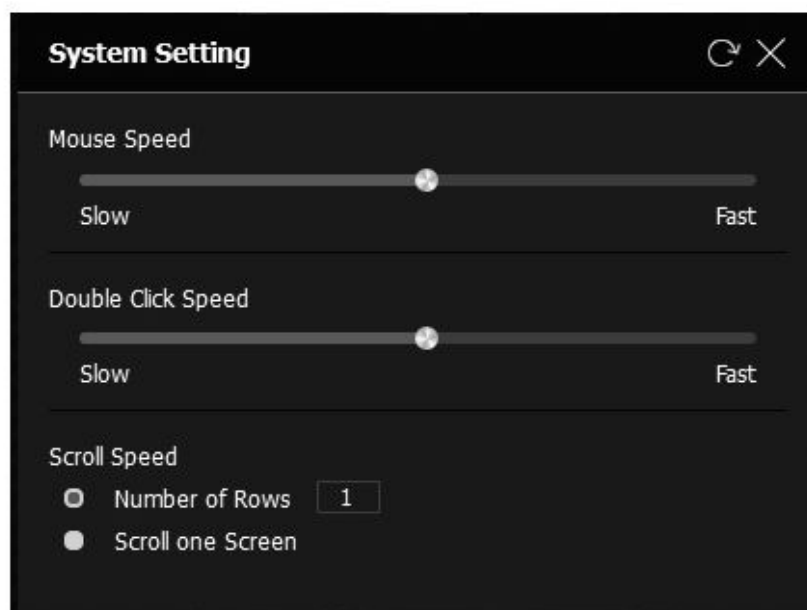 System Setting
Mouse Speed
Slow Fast
Double Click Speed
Slow Fast
Scroll Speed
Number of Rows 1
Scroll one Screen